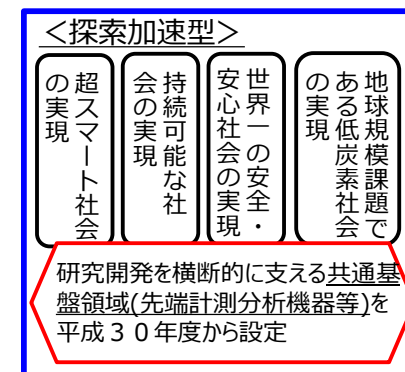 ＜探索加速型＞
超スマート社会
の実現
持続可能な社
会の実現
世界一の安全・
安心社会の実現
地球規模課題で
ある低炭素社会
の実現
研究開発を横断的に支える共通基
盤領域(先端計測分析機器等)を
平成３０年度から設定